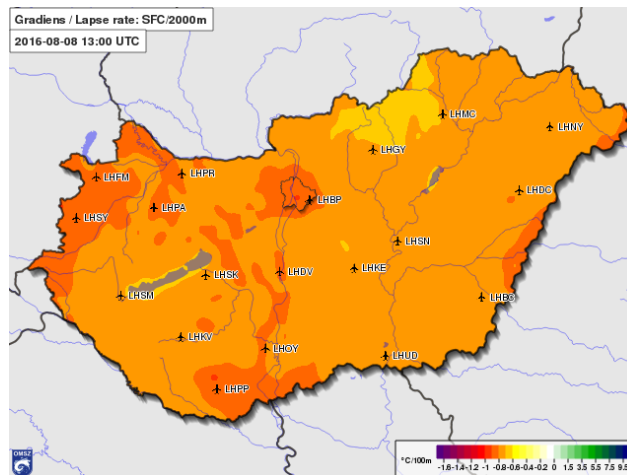 Gradiens / Lapse rate: SFC/2000m
2016-08-08 13:00 UTC
LHMC
LHNY
LHGY
LHFM
LHPR
LHDC
LHBP
LHPA
LHSY
LHSN
LHSK
LHDV
LHKE
LHSM
LHBC
LHKV
LHOY
LHUD
LHPP
OMSZ
°C/100m
-1.6 -1.4 -1.2 -1 -0.8 -0.6 -0.4 -0.2 0 1.5 3.5 5.5 7.5 9.5